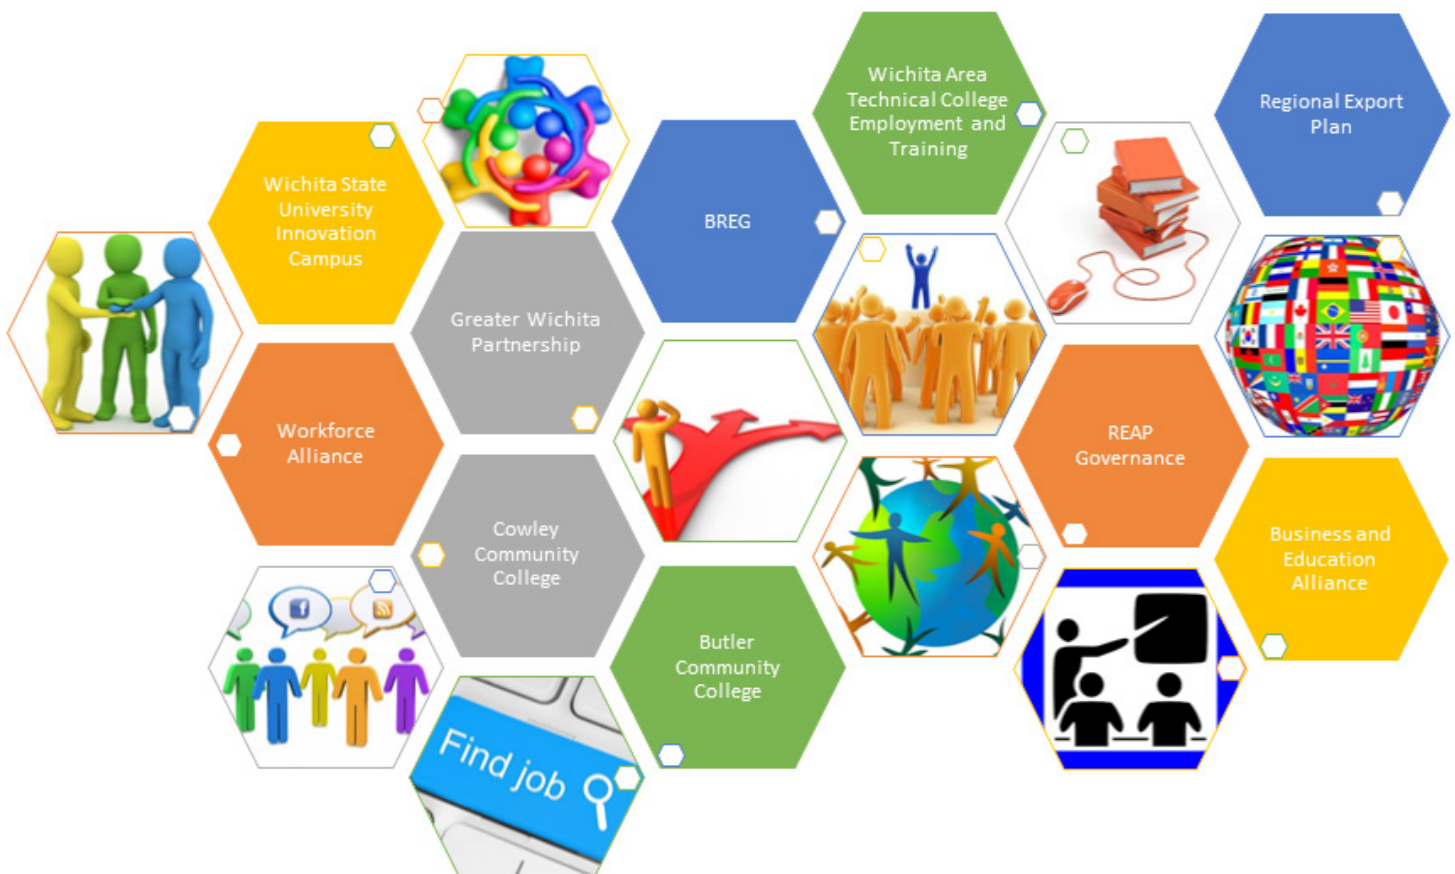 Wichita State
University
Innovation
Campus
Greater Wichita
Partnership
BREG
Wichita Area
Technical College
Employment and
Training
Regional Export
Plan
Workforce
Alliance
Cowley
Community
College
REAP
Governance
Business and
Education
Alliance
Butler
Community
College
f
Find job